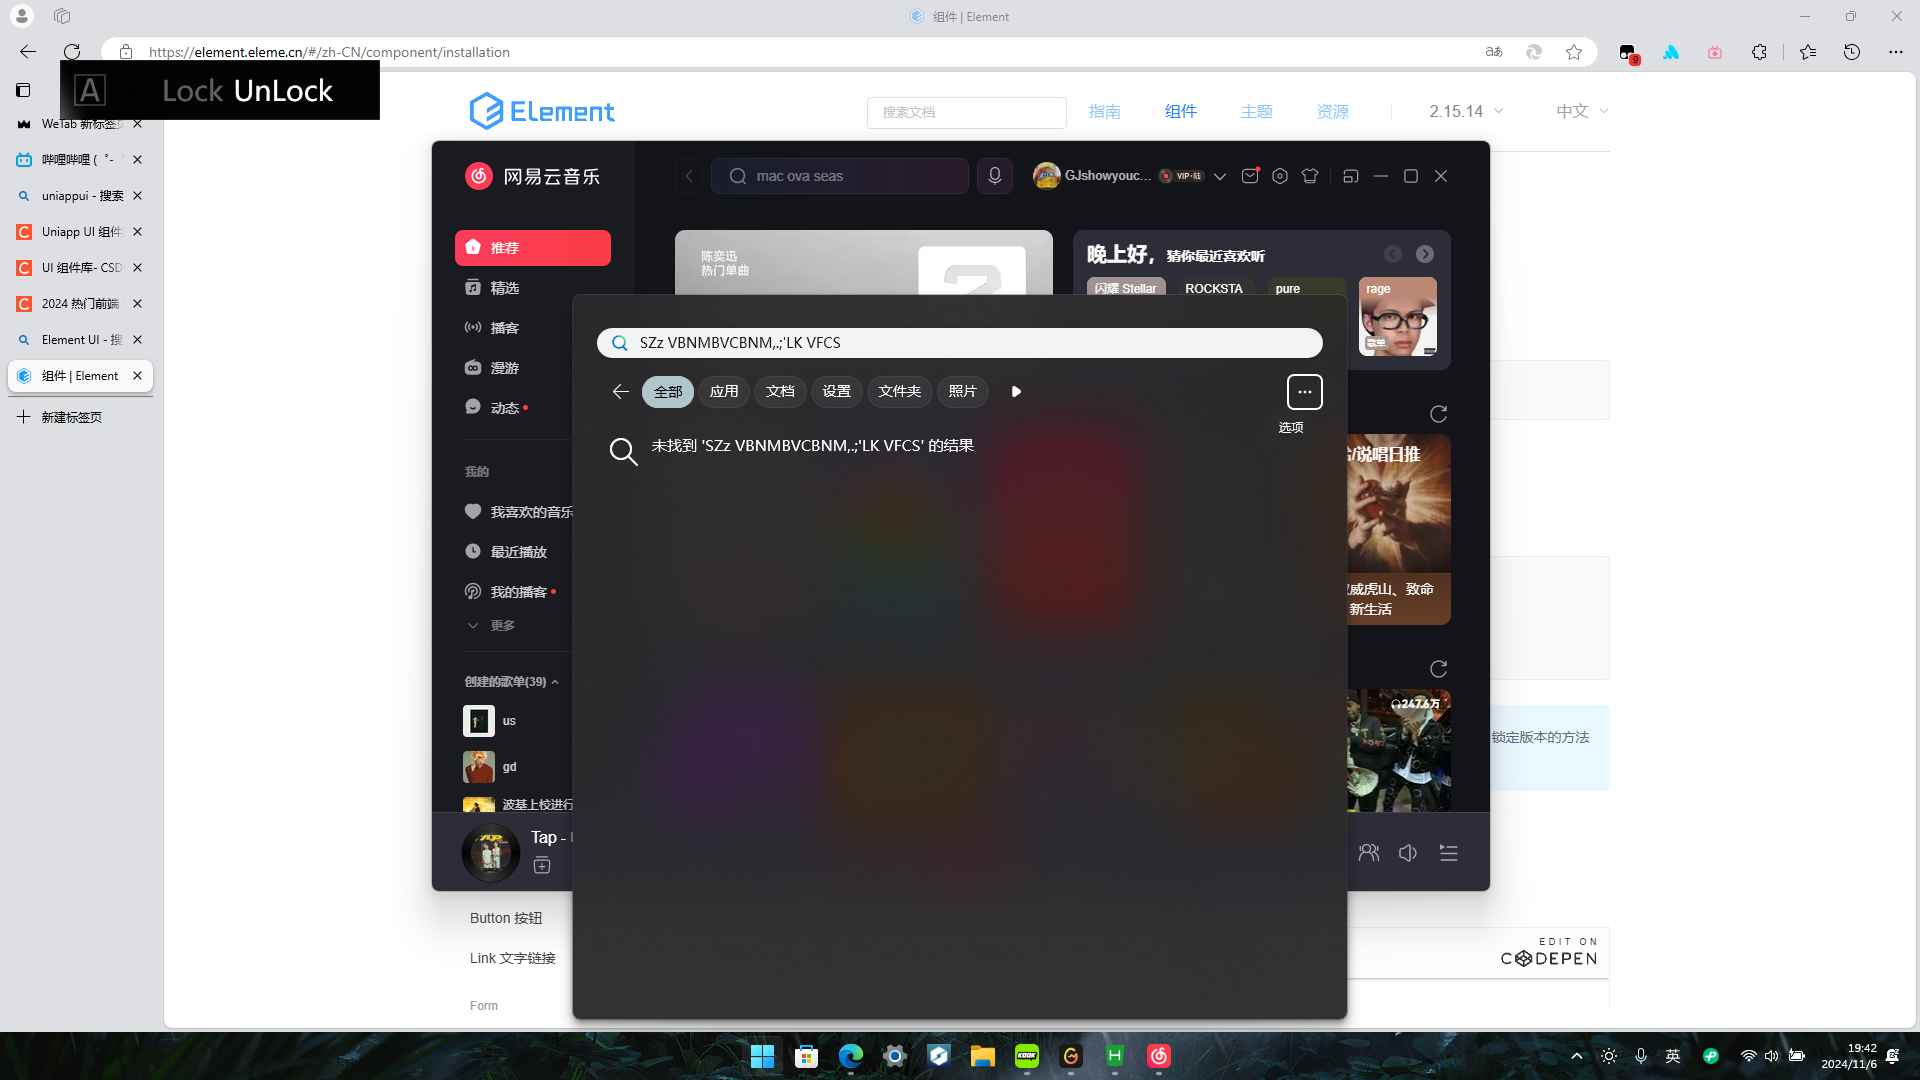 组件 | Element
https://element.eleme.cn/#/zh-CN/component/installation
9
A Lock UnLock
WeTab 新标签页
哔哩哔哩 ( ゜-
uniappui - 搜索
Uniapp UI 组件
UI 组件库- CSD
2024 热门前端
Element UI - 搜
组件 | Element
新建标签页
Element
搜索文档
指南
组件
主题
资源
2.15.14
中文
网易云音乐
mac ova seas
GJshowyouc...
VIP·陆
推荐
精选
播客
漫游
动态
我的
我喜欢的音乐
最近播放
我的播客
更多
创建的歌单(39)
us
gd
波基上校进行
陈奕迅
热门单曲
晚上好，猜你最近喜欢听
闪耀 Stellar
ROCKSTA
pure
rage
歌单
SZz VBNMBVCBNM,.;'LK VFCS
全部
应用
文档
设置
文件夹
照片
选项
未找到 'SZz VBNMBVCBNM,.;'LK VFCS' 的结果
/说唱日推
威虎山、致命
新生活
247.6万
锁定版本的方法
Tap -
Button 按钮
Link 文字链接
Form
EDIT ON
CODEPEN
KOOK
英
19:42
2024/11/6